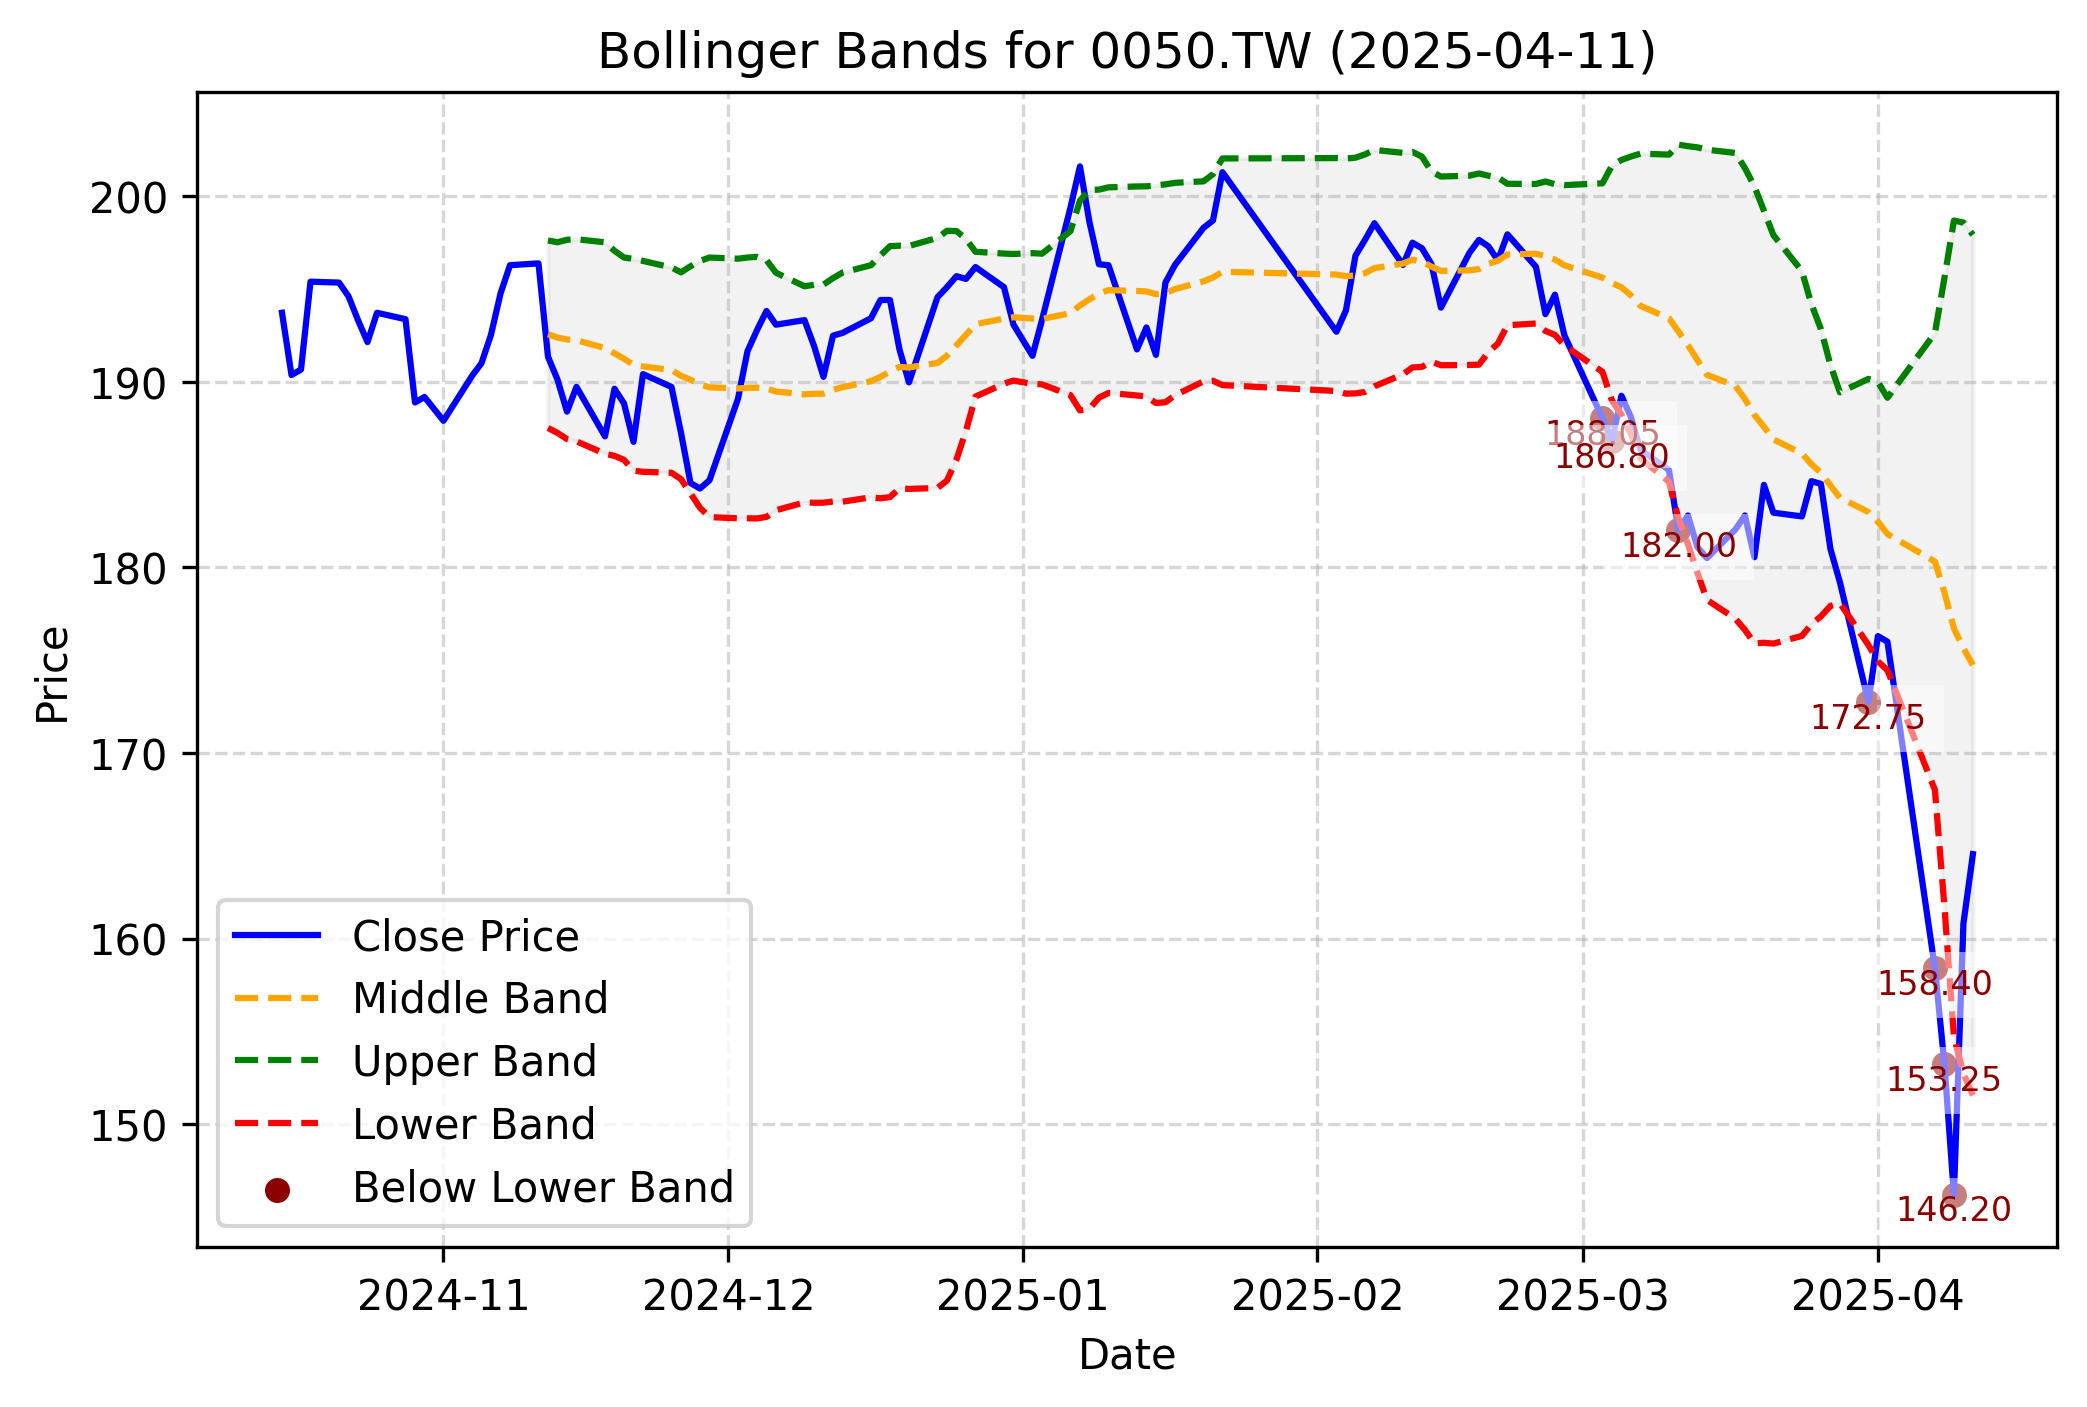 Bollinger Bands for 0050.TW (2025-04-11)
Price
200
190
180
170
160
150
188.05
186.80
182.00
172.75
158.40
153.25
146.20
Close Price
Middle Band
Upper Band
Lower Band
Below Lower Band
2024-11
2024-12
2025-01
2025-02
2025-03
2025-04
Date